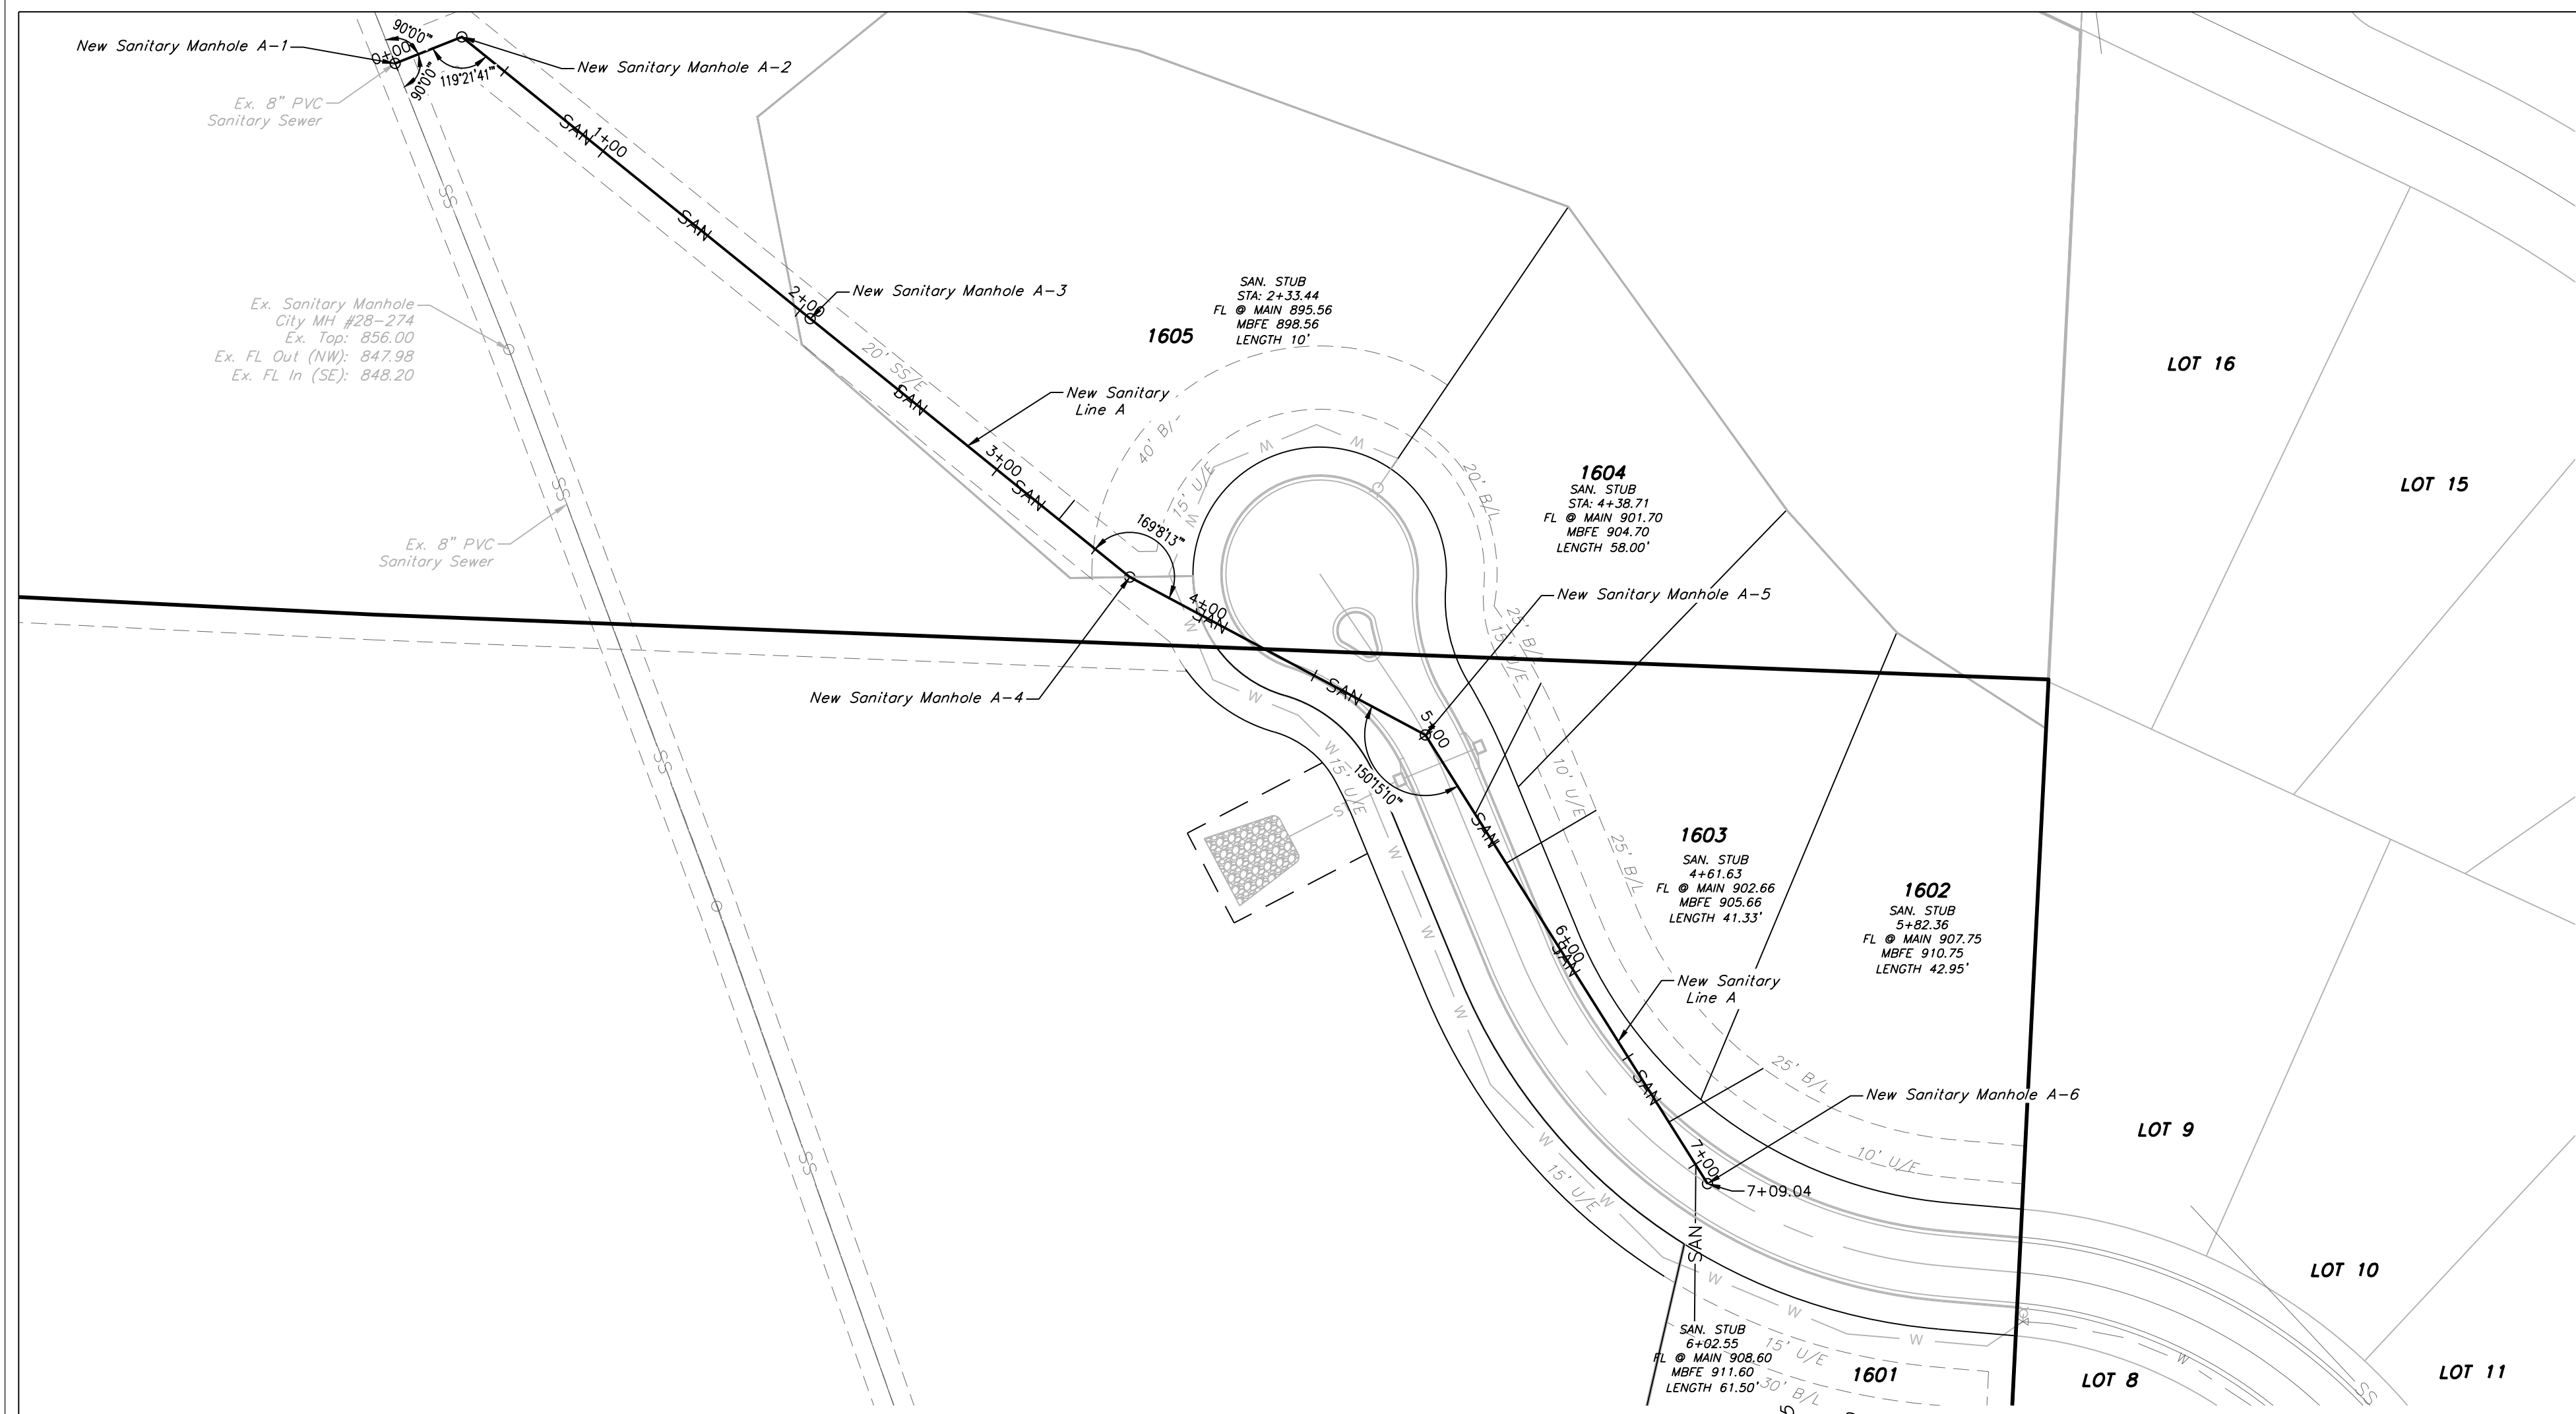 New Sanitary Manhole A-1
0+00
90°0'0"
90°0'0"
119°21'41"
New Sanitary Manhole A-2
Ex. 8" PVC
Sanitary Sewer
SAN
1+00
SS
SAN
Ex. Sanitary Manhole
City MH #28-274
Ex. Top: 856.00
Ex. FL Out (NW): 847.98
Ex. FL In (SE): 848.20
2+00
New Sanitary Manhole A-3
20' SS/E
SAN
1605
SAN. STUB
STA: 2+33.44
FL @ MAIN 895.56
MBFE 898.56
LENGTH 10'
New Sanitary
Line A
40' B/
15' U/E
W
W
W
3+00
SAN
SS
Ex. 8" PVC
Sanitary Sewer
169°8'13"
20' B/L
1604
SAN. STUB
STA: 4+38.71
FL @ MAIN 901.70
MBFE 904.70
LENGTH 58.00'
LOT 16
LOT 15
New Sanitary Manhole A-5
4+00
SAN
W
25' B/
15' U/E
New Sanitary Manhole A-4
W
SAN
5+00
150°15'10"
W
15' U/E
S
SS
10' U/E
SAN
W
25' B/L
1603
SAN. STUB
4+61.63
FL @ MAIN 902.66
MBFE 905.66
LENGTH 41.33'
1602
SAN. STUB
5+82.36
FL @ MAIN 907.75
MBFE 910.75
LENGTH 42.95'
W
6+00
SAN
New Sanitary
Line A
W
SAN
25' B/L
New Sanitary Manhole A-6
10' U/E
LOT 9
W
7+00
7+09.04
SS
15' U/E
W
SAN
W
W
W
LOT 10
SAN. STUB
6+02.55
FL @ MAIN 908.60
MBFE 911.60
LENGTH 61.50'
15' U/E
30' B/L
1601
W
LOT 8
LOT 11
SS